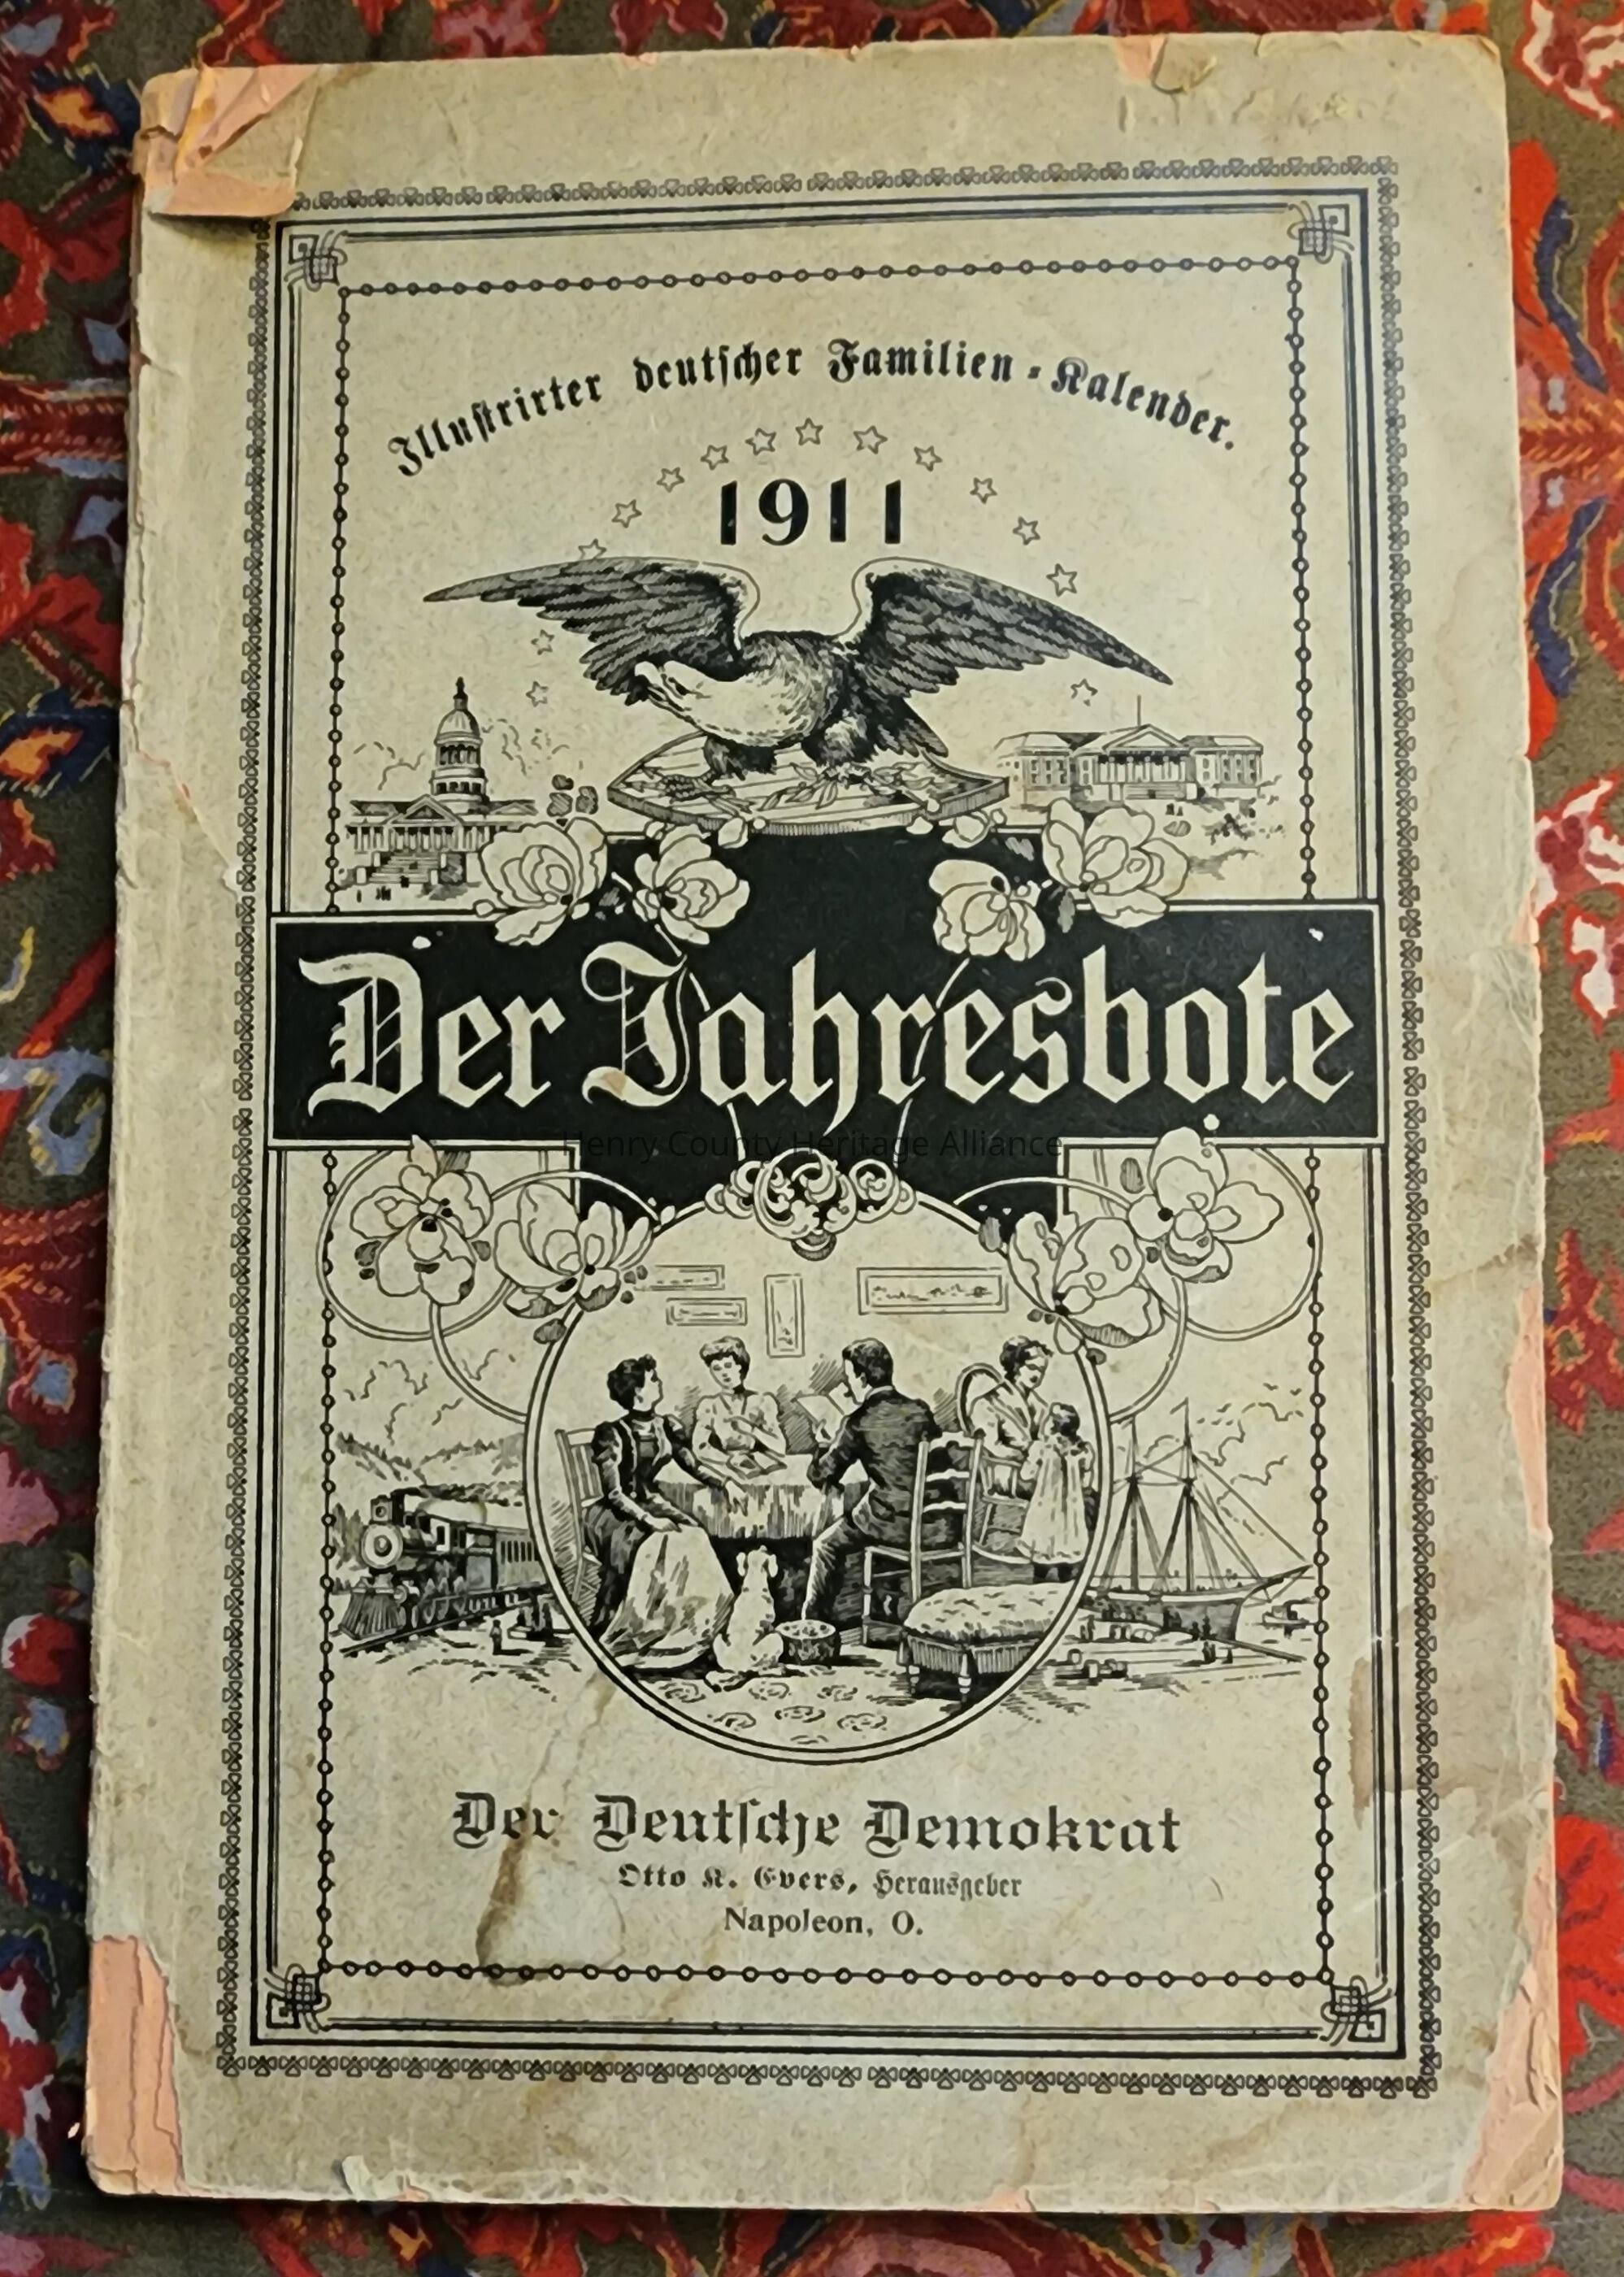 Illustrirter deutscher Familien-Kalender.
1911
Der Jahresbote
Henry County Heritage Alliance
Der Deutsche Demokrat
Otto K. Evers, Herausgeber
Napoleon, O.